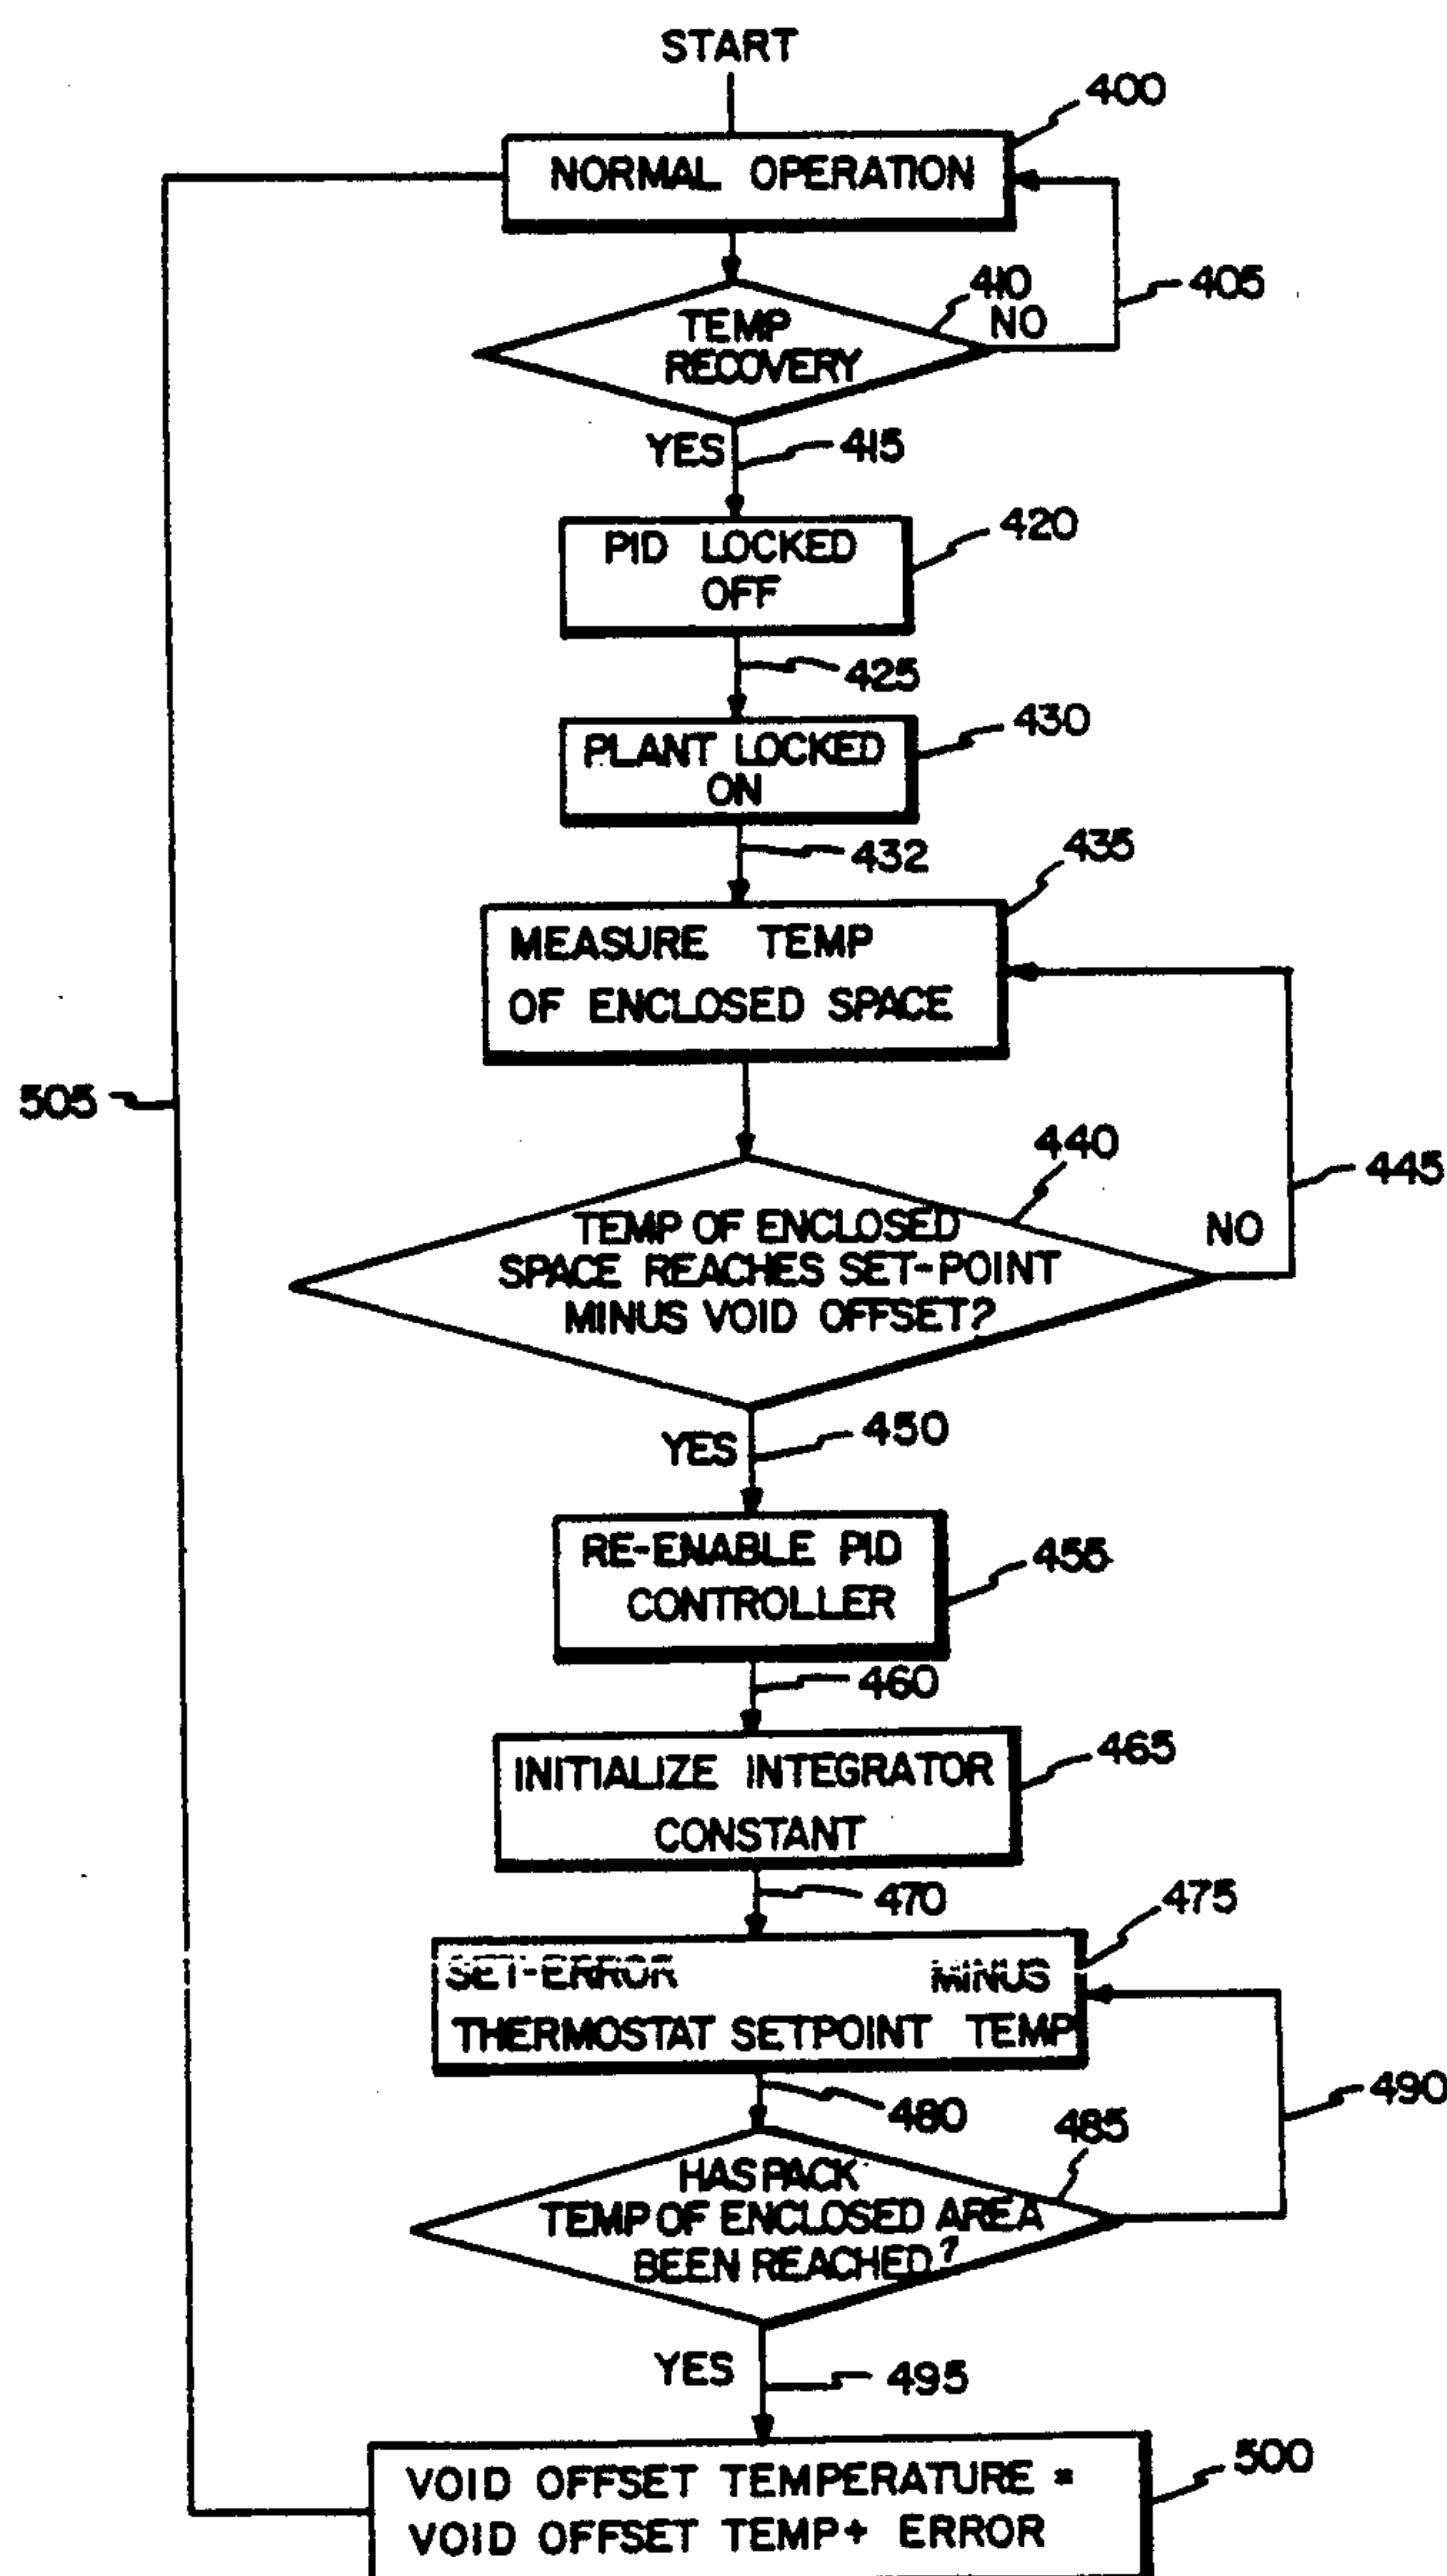 START
400
NORMAL OPERATION
410
NO
405
TEMP
RECOVERY
YES
415
PID LOCKED
OFF
420
425
PLANT LOCKED
ON
430
432
435
MEASURE TEMP
OF ENCLOSED SPACE
505
440
TEMP OF ENCLOSED
SPACE REACHES SET-POINT
MINUS VOID OFFSET?
NO
445
YES
450
RE-ENABLE PID
CONTROLLER
455
460
INITIALIZE INTEGRATOR
CONSTANT
465
470
475
SET-ERROR MINUS
THERMOSTAT SETPOINT TEMP
480
485
490
HAS PACK
TEMP OF ENCLOSED AREA
BEEN REACHED?
YES
495
VOID OFFSET TEMPERATURE =
VOID OFFSET TEMP+ ERROR
500